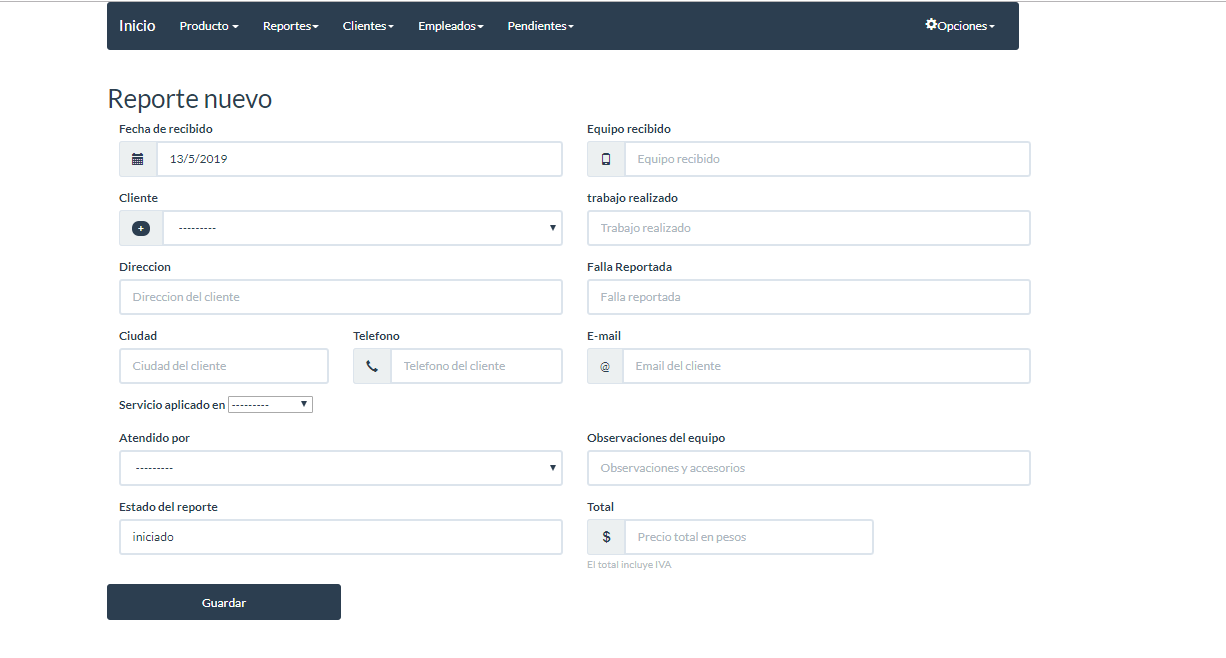 Inicio Producto Reportes Clientes Empleados Pendientes Opciones
Reporte nuevo
Fecha de recibido Equipo recibido
13/5/2019 Equipo recibido
Cliente trabajo realizado
--------- Trabajo realizado
Direccion Falla Reportada
Direccion del cliente Falla reportada
Ciudad Telefono E-mail
Ciudad del cliente Telefono del cliente @ Email del cliente
Servicio aplicado en ---------
Atendido por Observaciones del equipo
--------- Observaciones y accesorios
Estado del reporte Total
iniciado $ Precio total en pesos
El total incluye IVA
Guardar